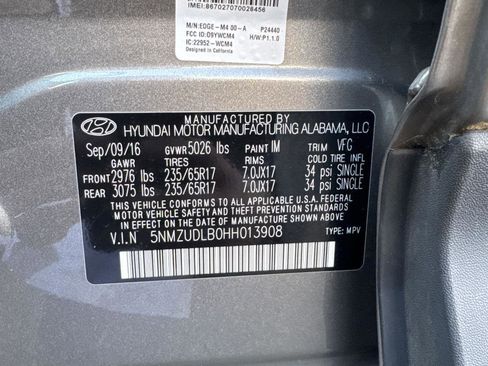 IMEI:867027070028456
M/N:EDGE-M4 00-A P24440
FCC ID:D9YWCM4 H/W:P1.1.0
IC:22952-WCM4
Designed in California
MANUFACTURED BY
HYUNDAI MOTOR MANUFACTURING ALABAMA, LLC
Sep/09/16 GVWR 5026 lbs PAINT IM TRIM VFC
GAWR TIRES RIMS COLD TIRE INFL
FRONT 2976 lbs 235/65R17 7.0JX17 34 psi SINGLE
REAR 3075 lbs 235/65R17 7.0JX17 34 psi SINGLE
THIS VEHICLE CONFORMS TO ALL APPLICABLE U.S.A. FEDERAL
MOTOR VEHICLE SAFETY, BUMPER, AND THEFT PREVENTION
STANDARDS IN EFFECT ON THE DATE OF MANUFACTURE SHOWN ABOVE.
V.I.N 5NMZUDLB0HH013908 TYPE: MPV